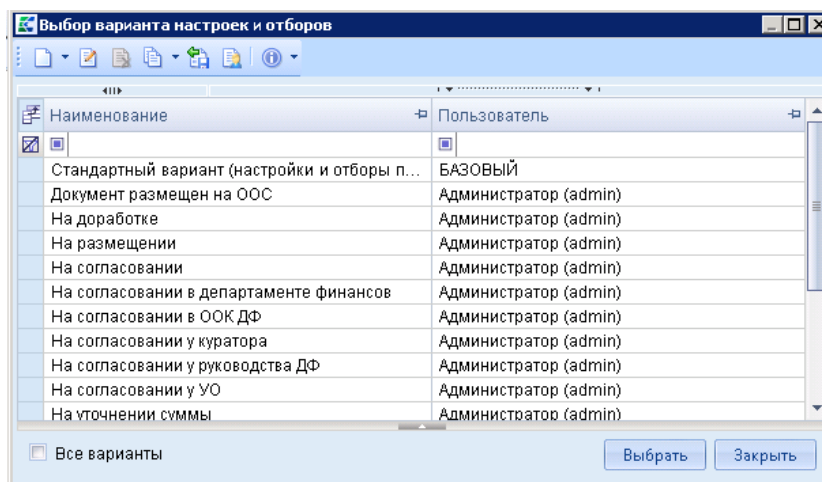 Выбор варианта настроек и отборов
Наименование Пользователь
Стандартный вариант (настройки и отборы п... БАЗОВЫЙ
Документ размещен на ООС Администратор (admin)
На доработке Администратор (admin)
На размещении Администратор (admin)
На согласовании Администратор (admin)
На согласовании в департаменте финансов Администратор (admin)
На согласовании в ООК ДФ Администратор (admin)
На согласовании у куратора Администратор (admin)
На согласовании у руководства ДФ Администратор (admin)
На согласовании у УО Администратор (admin)
На уточнении суммы Администратор (admin)
Все варианты Выбрать Закрыть